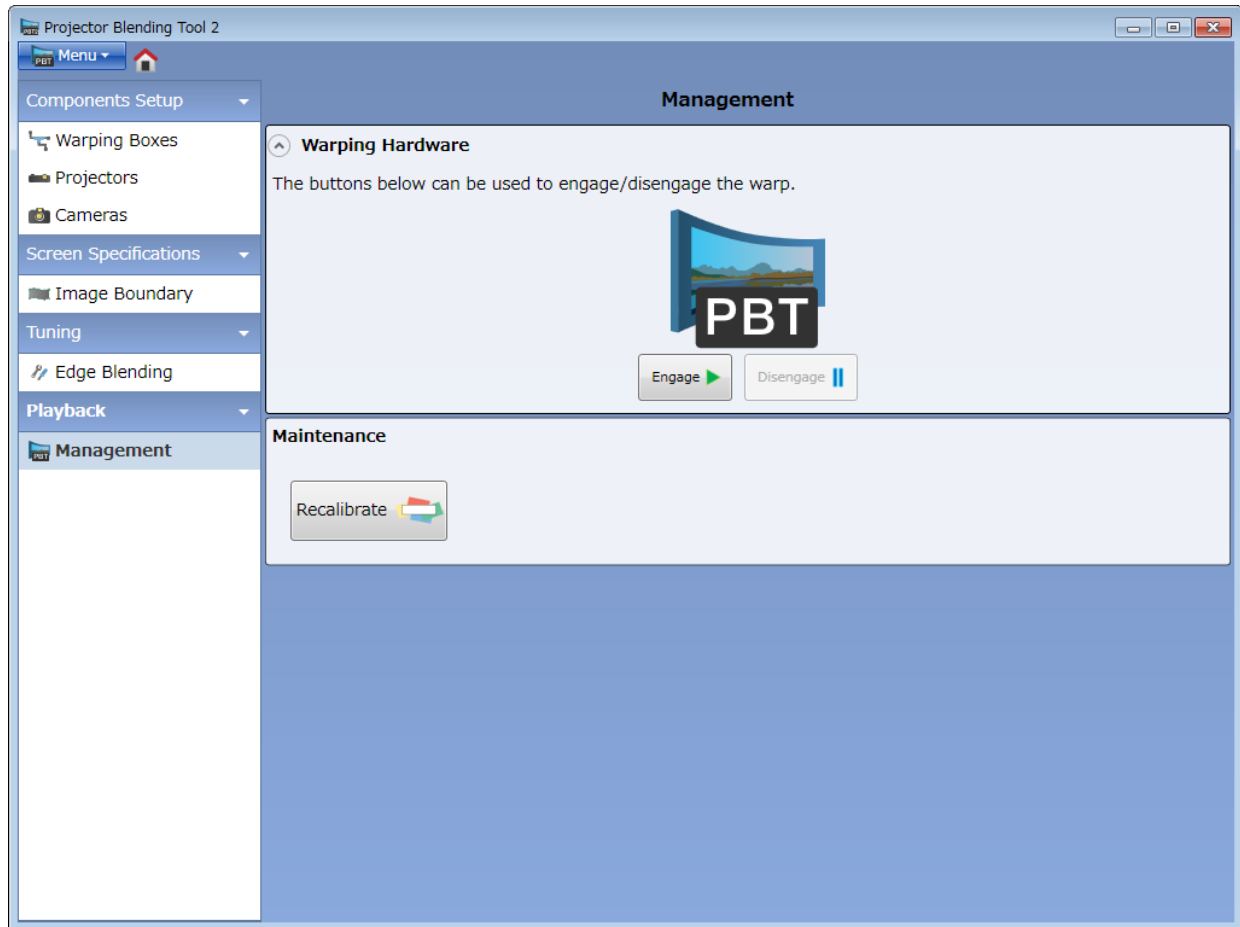 Projector Blending Tool 2
Menu
Components Setup
Warping Boxes
Projectors
Cameras
Screen Specifications
Image Boundary
Tuning
Edge Blending
Playback
Management
Management
Warping Hardware
The buttons below can be used to engage/disengage the warp.
PBT
Engage
Disengage
Maintenance
Recalibrate